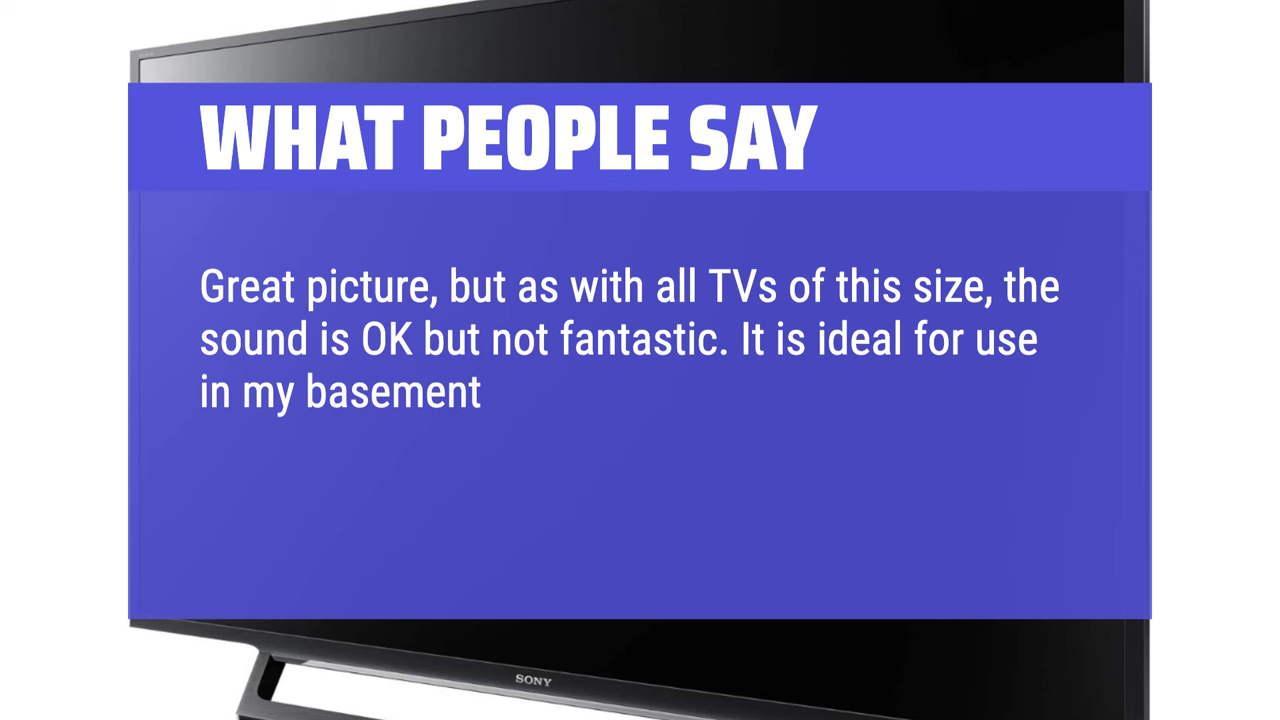 WHAT PEOPLE SAY
Great picture, but as with all TVs of this size, the
sound is OK but not fantastic. It is ideal for use
in my basement
SONY